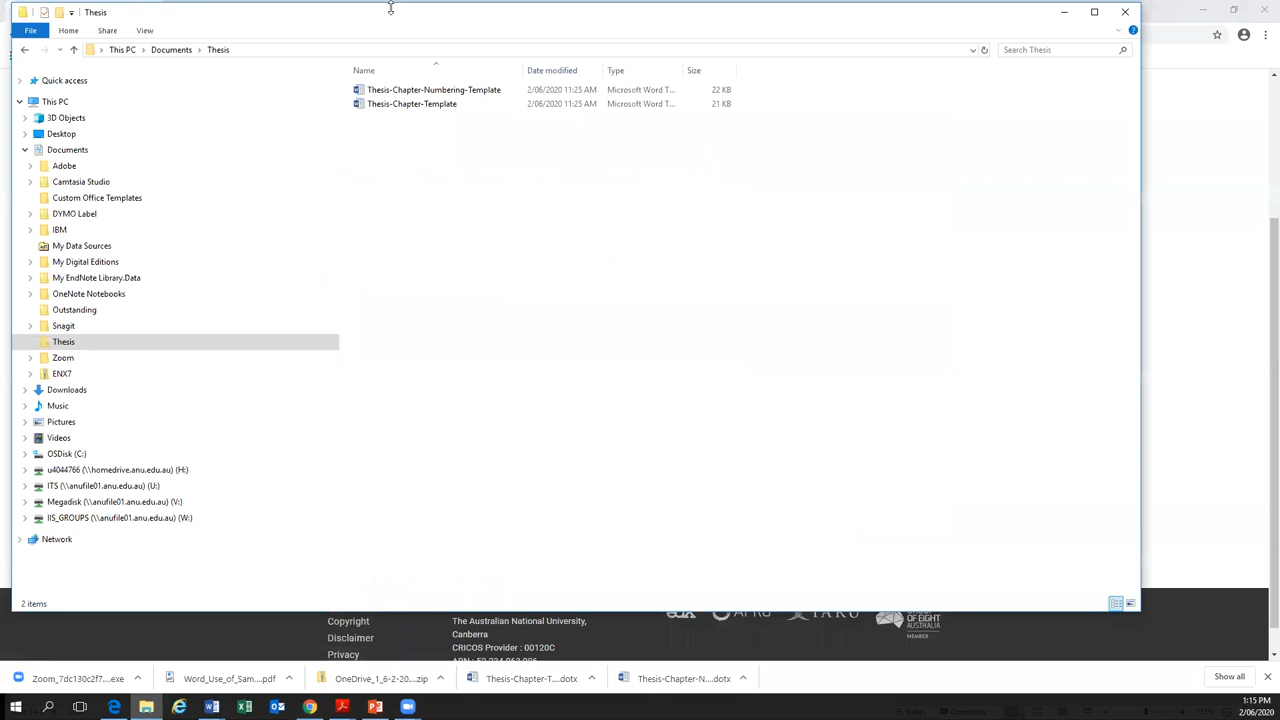 Thesis
File Home Share View
This PC Documents Thesis
Search Thesis
Name Date modified Type Size
Quick access
Thesis-Chapter-Numbering-Template 2/06/2020 11:25 AM Microsoft Word T... 22 KB
This PC
Thesis-Chapter-Template 2/06/2020 11:25 AM Microsoft Word T... 21 KB
3D Objects
Desktop
Documents
Adobe
Camtasia Studio
Custom Office Templates
DYMO Label
IBM
My Data Sources
My Digital Editions
My EndNote Library.Data
OneNote Notebooks
Outstanding
Snagit
Thesis
Zoom
ENX7
Downloads
Music
Pictures
Videos
OSDisk (C:)
u4044766 (\\homedrive.anu.edu.au) (H:)
ITS (\\anufile01.anu.edu.au) (U:)
Megadisk (\\anufile01.anu.edu.au) (V:)
IIS_GROUPS (\\anufile01.anu.edu.au) (W:)
Network
2 items
Copyright
Disclaimer
Privacy
The Australian National University,
Canberra
CRICOS Provider : 00120C
AUSTRALIA
MEMBER
Zoom_7dc130c2f7....exe Word_Use_of_Sam....pdf OneDrive_1_6-2-20....zip Thesis-Chapter-T....dotx Thesis-Chapter-N....dotx Show all
Notes Comments
1:15 PM
2/06/2020